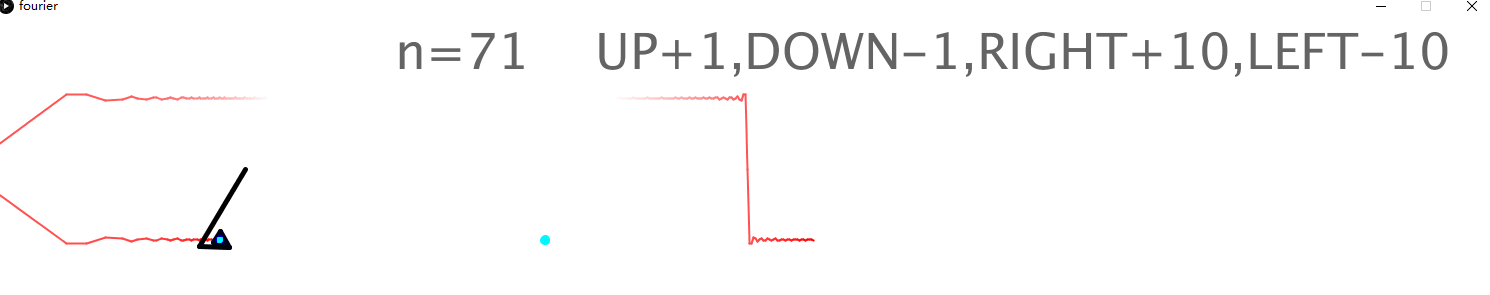 fourier
n=71 UP+1,DOWN-1,RIGHT+10,LEFT-10